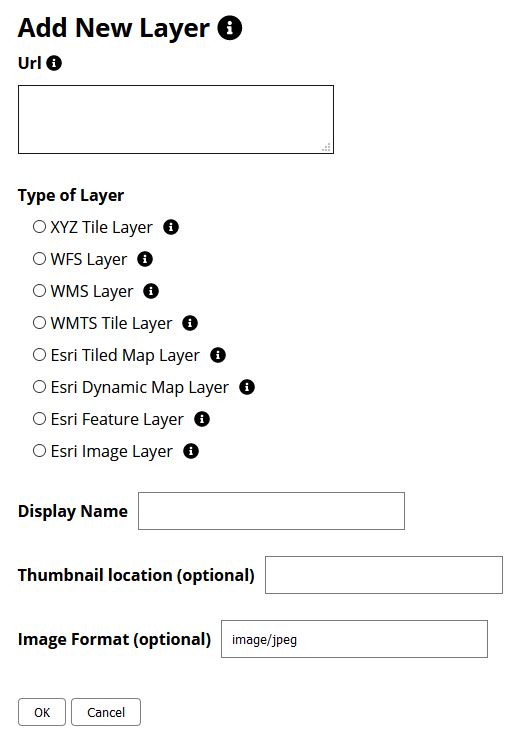 Add New Layer
Url
Type of Layer
XYZ Tile Layer
WFS Layer
WMS Layer
WMTS Tile Layer
Esri Tiled Map Layer
Esri Dynamic Map Layer
Esri Feature Layer
Esri Image Layer
Display Name
Thumbnail location (optional)
Image Format (optional) image/jpeg
OK Cancel